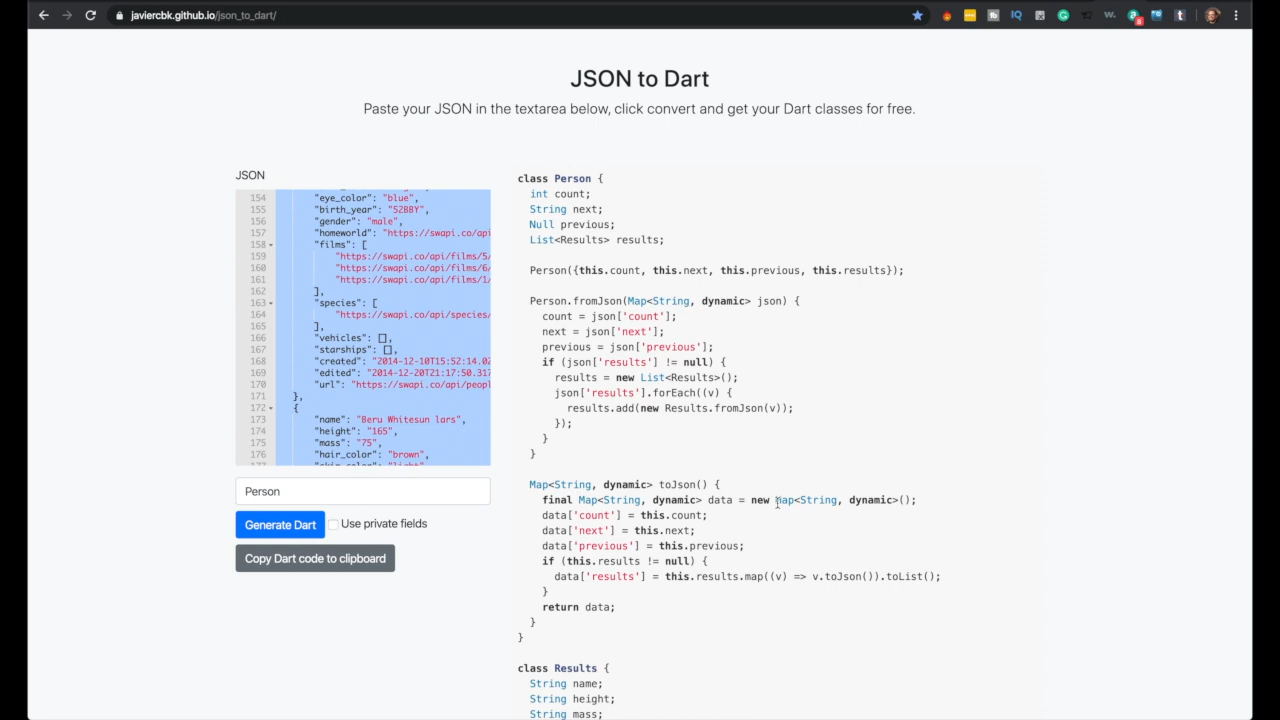 javiercbk.github.io/json_to_dart/
JSON to Dart
Paste your JSON in the textarea below, click convert and get your Dart classes for free.
JSON
154 "eye_color": "blue",
155 "birth_year": "52BBY",
156 "gender": "male",
157 "homeworld": "https://swapi.co/api
158 "films": [
159 "https://swapi.co/api/films/5/
160 "https://swapi.co/api/films/6/
161 "https://swapi.co/api/films/1/
162 ],
163 "species": [
164 "https://swapi.co/api/species/
165 ],
166 "vehicles": [],
167 "starships": [],
168 "created": "2014-12-10T15:52:14.02
169 "edited": "2014-12-20T21:17:50.317
170 "url": "https://swapi.co/api/peopl
171 },
172 {
173 "name": "Beru Whitesun lars",
174 "height": "165",
175 "mass": "75",
176 "hair_color": "brown",
177 "skin_color": "light",
Person
Generate Dart Use private fields
Copy Dart code to clipboard
class Person {
int count;
String next;
Null previous;
List<Results> results;
Person({this.count, this.next, this.previous, this.results});
Person.fromJson(Map<String, dynamic> json) {
count = json['count'];
next = json['next'];
previous = json['previous'];
if (json['results'] != null) {
results = new List<Results>();
json['results'].forEach((v) {
results.add(new Results.fromJson(v));
});
}
}
Map<String, dynamic> toJson() {
final Map<String, dynamic> data = new Map<String, dynamic>();
data['count'] = this.count;
data['next'] = this.next;
data['previous'] = this.previous;
if (this.results != null) {
data['results'] = this.results.map((v) => v.toJson()).toList();
}
return data;
}
}
class Results {
String name;
String height;
String mass;